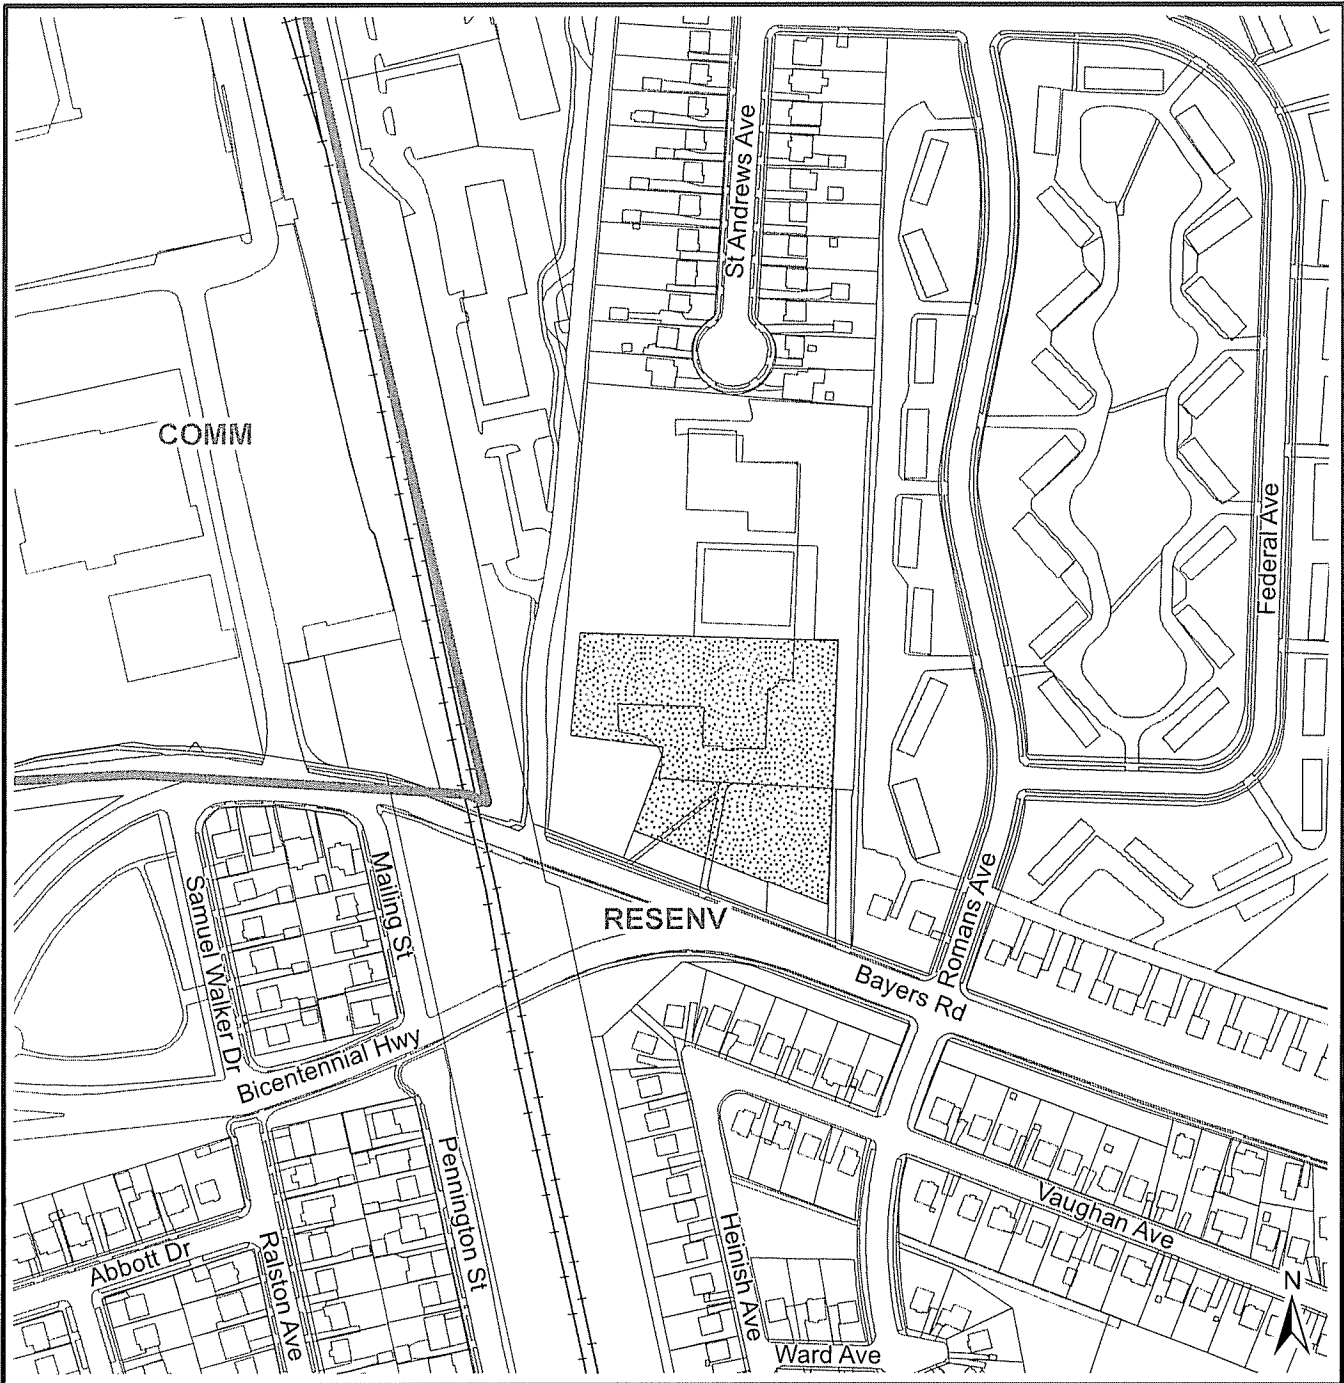 St Andrews Ave
COMM
Federal Ave
Mailing St
Samuel Walker Dr
RESENV
Romans Ave
Bayers Rd
Bicentennial Hwy
Pennington St
Vaughan Ave
Heinish Ave
Abbott Dr
Ralston Ave
N
Ward Ave